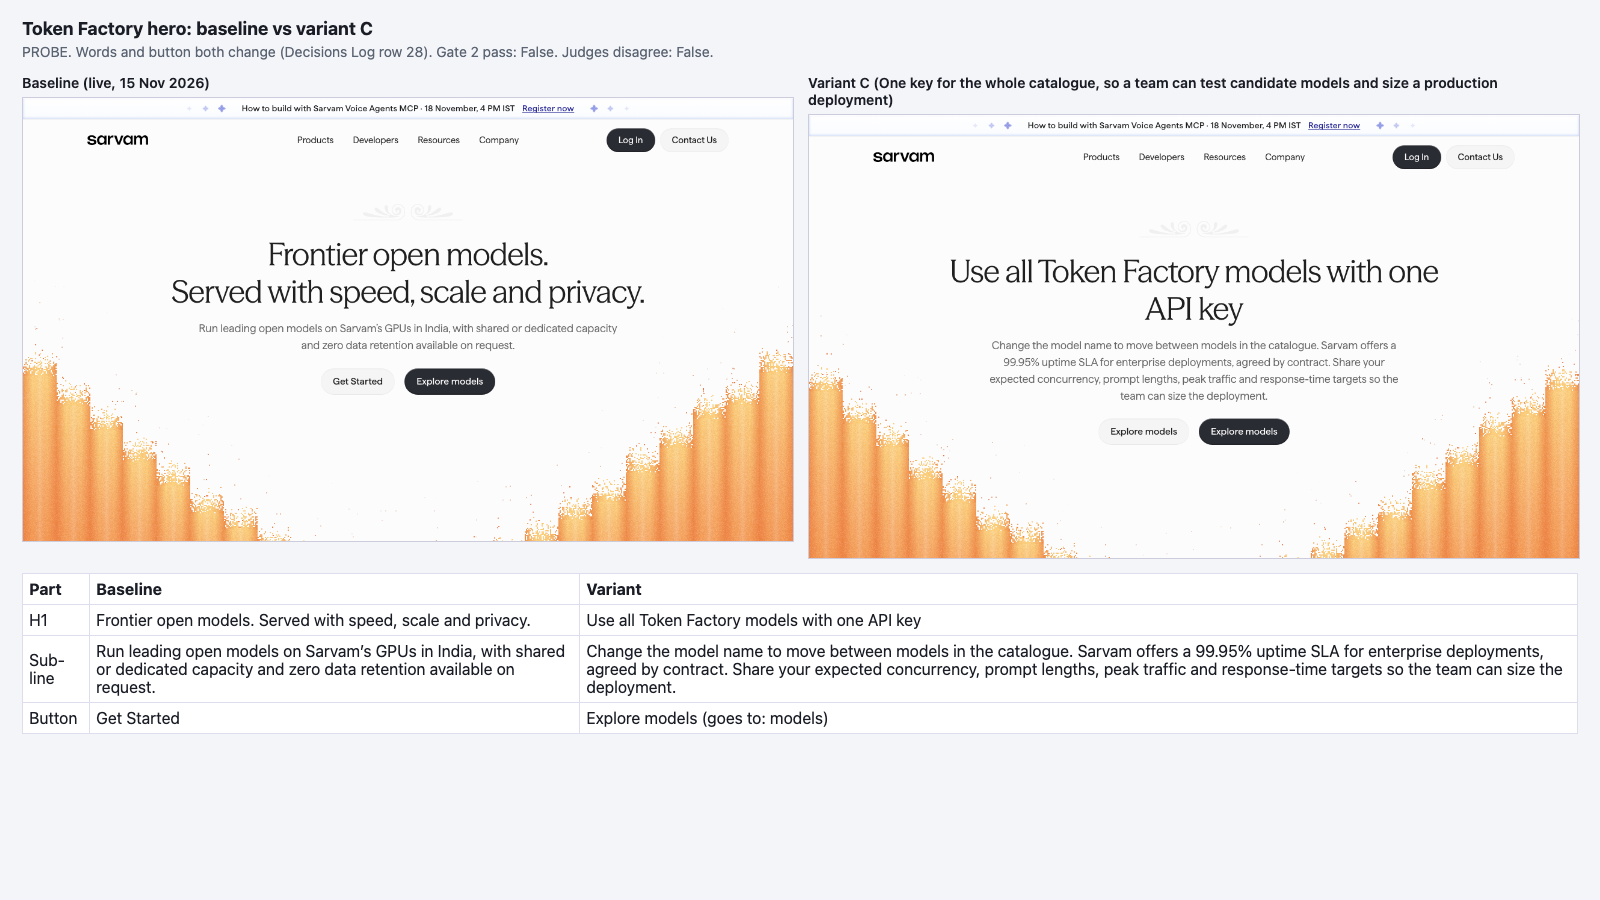 Token Factory hero: baseline vs variant C
PROBE. Words and button both change (Decisions Log row 28). Gate 2 pass: False. Judges disagree: False.
Baseline (live, 15 Nov 2026)
How to build with Sarvam Voice Agents MCP · 18 November, 4 PM IST Register now
sarvam Products Developers Resources Company Log In Contact Us
Frontier open models.
Served with speed, scale and privacy.
Run leading open models on Sarvam's GPUs in India, with shared or dedicated capacity
and zero data retention available on request.
Get Started Explore models
Variant C (One key for the whole catalogue, so a team can test candidate models and size a production
deployment)
How to build with Sarvam Voice Agents MCP · 18 November, 4 PM IST Register now
sarvam Products Developers Resources Company Log In Contact Us
Use all Token Factory models with one
API key
Change the model name to move between models in the catalogue. Sarvam offers a
99.95% uptime SLA for enterprise deployments, agreed by contract. Share your
expected concurrency, prompt lengths, peak traffic and response-time targets so the
team can size the deployment.
Explore models Explore models
Part Baseline Variant
H1 Frontier open models. Served with speed, scale and privacy. Use all Token Factory models with one API key
Sub-
line
Run leading open models on Sarvam's GPUs in India, with shared
or dedicated capacity and zero data retention available on
request.
Change the model name to move between models in the catalogue. Sarvam offers a 99.95% uptime SLA for enterprise deployments,
agreed by contract. Share your expected concurrency, prompt lengths, peak traffic and response-time targets so the team can size the
deployment.
Button Get Started Explore models (goes to: models)